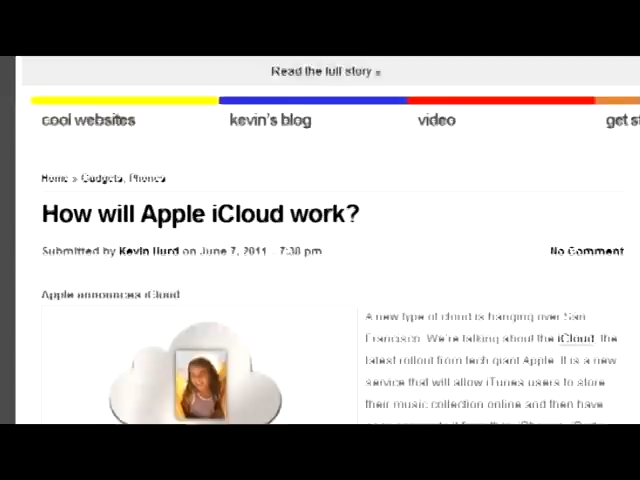 Read the full story »
cool websites kevin's blog video get st
Home » Gadgets, Phones
How will Apple iCloud work?
Submitted by Kevin Hurd on June 7, 2011 - 7:38 pm No Comment
Apple announces iCloud
A new type of cloud is hanging over San
Francisco. We're talking about the iCloud, the
latest rollout from tech giant Apple. It is a new
service that will allow iTunes users to store
their music collection online and then have